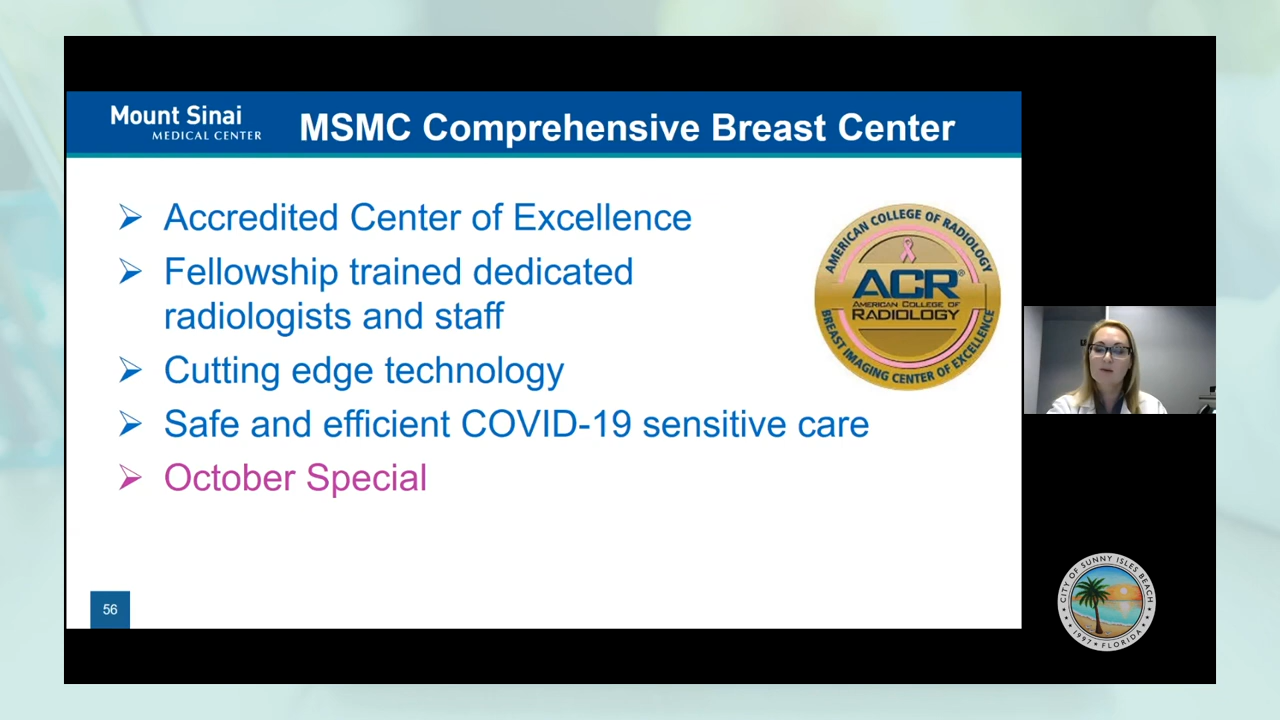 Mount Sinai
MEDICAL CENTER
MSMC Comprehensive Breast Center
➢ Accredited Center of Excellence
➢ Fellowship trained dedicated
radiologists and staff
➢ Cutting edge technology
➢ Safe and efficient COVID-19 sensitive care
➢ October Special
AMERICAN COLLEGE OF RADIOLOGY
ACR®
AMERICAN COLLEGE OF
RADIOLOGY
BREAST IMAGING CENTER OF EXCELLENCE
56
CITY OF SUNNY ISLES BEACH
1997
FLORIDA